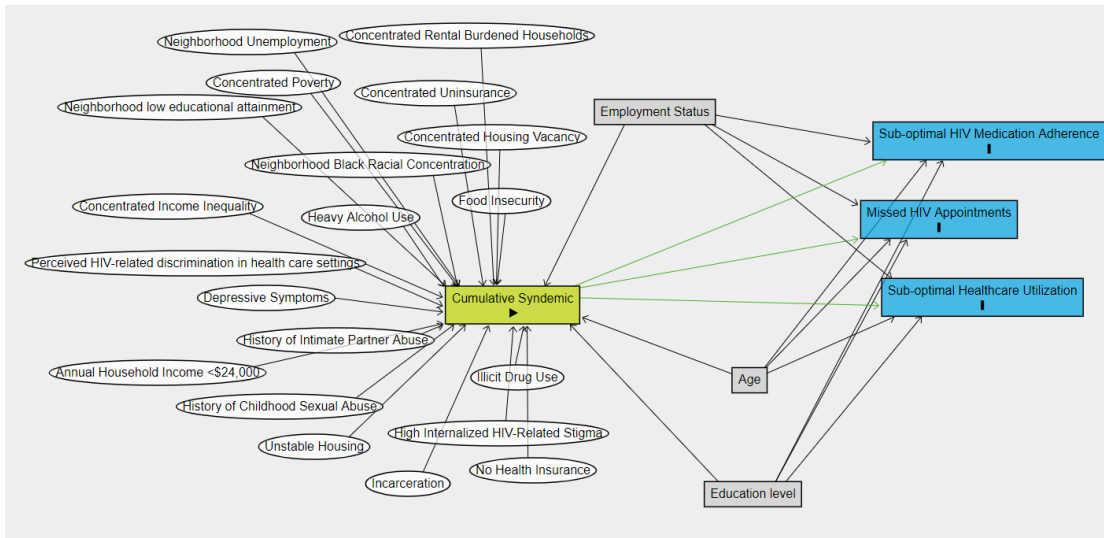 Concentrated Rental Burdened Households
Neighborhood Unemployment
Concentrated Poverty
Concentrated Uninsurance
Neighborhood low educational attainment
Employment Status
Sub-optimal HIV Medication Adherence
Concentrated Housing Vacancy
Neighborhood Black Racial Concentration
Food Insecurity
Concentrated Income Inequality
Heavy Alcohol Use
Missed HIV Appointments
Perceived HIV-related discrimination in health care settings
Depressive Symptoms
Cumulative Syndemic
Sub-optimal Healthcare Utilization
History of Intimate Partner Abuse
Annual Household Income <$24,000
Illicit Drug Use
Age
History of Childhood Sexual Abuse
High Internalized HIV-Related Stigma
Unstable Housing
No Health Insurance
Incarceration
Education level